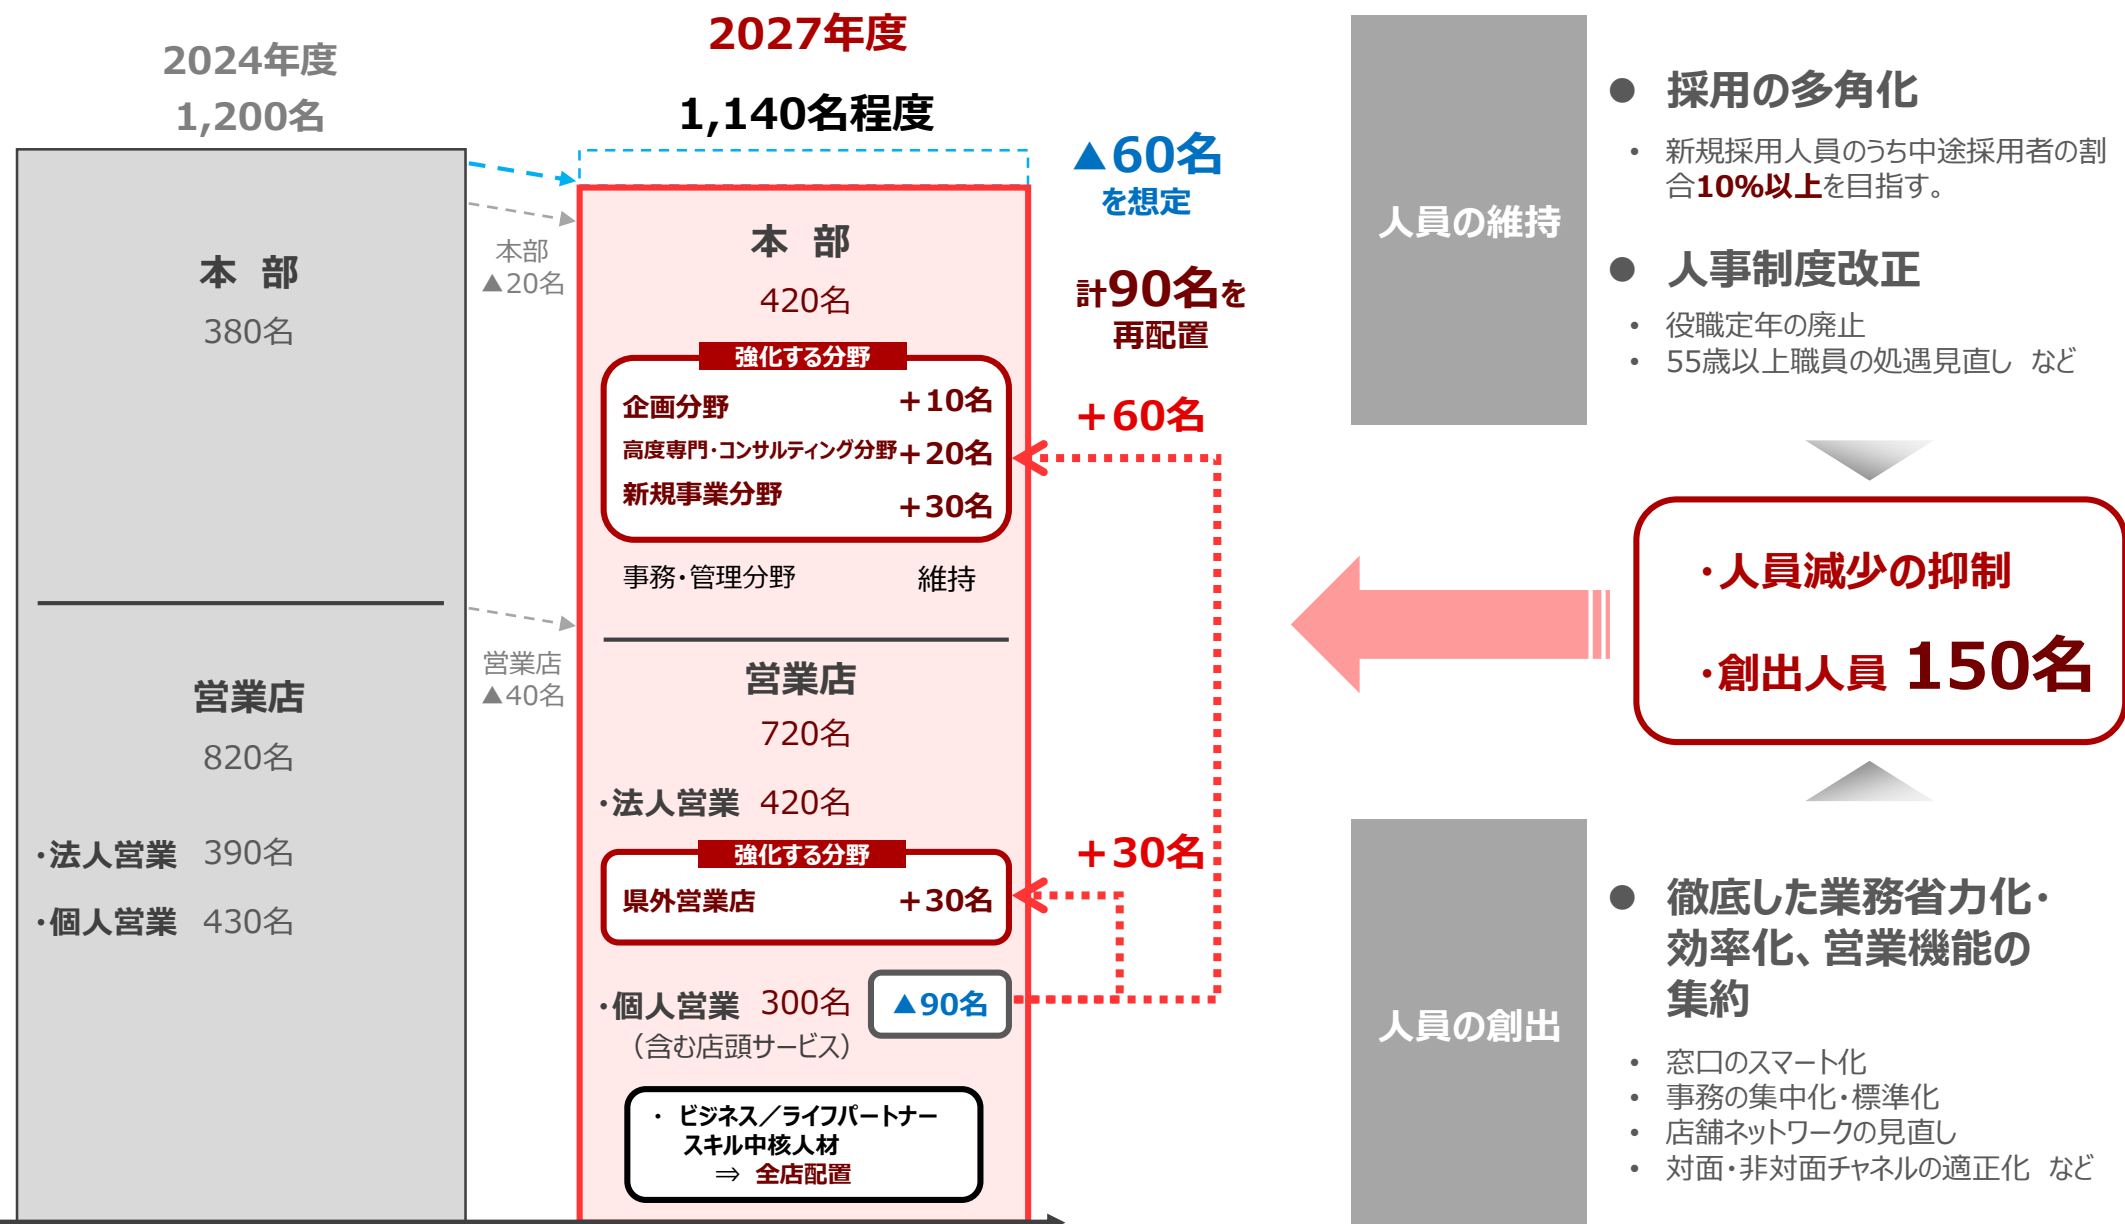 2024年度
1,200名
本 部
380名
営業店
820名
・法人営業 390名
・個人営業 430名
本部
▲20名
営業店
▲40名
2027年度
1,140名程度
本 部
420名
強化する分野
企画分野 +10名
高度専門・コンサルティング分野+20名
新規事業分野 +30名
事務・管理分野 維持
営業店
720名
・法人営業 420名
強化する分野
県外営業店 +30名
・個人営業 300名 ▲90名
（含む店頭サービス）
・ ビジネス／ライフパートナー
スキル中核人材
⇒ 全店配置
▲60名
を想定
計90名を
再配置
+60名
+30名
人員の維持
● 採用の多角化
• 新規採用人員のうち中途採用者の割
合10%以上を目指す。
● 人事制度改正
• 役職定年の廃止
• 55歳以上職員の処遇見直し など
・人員減少の抑制
・創出人員 150名
人員の創出
● 徹底した業務省力化・
効率化、営業機能の
集約
• 窓口のスマート化
• 事務の集中化・標準化
• 店舗ネットワークの見直し
• 対面・非対面チャネルの適正化 など